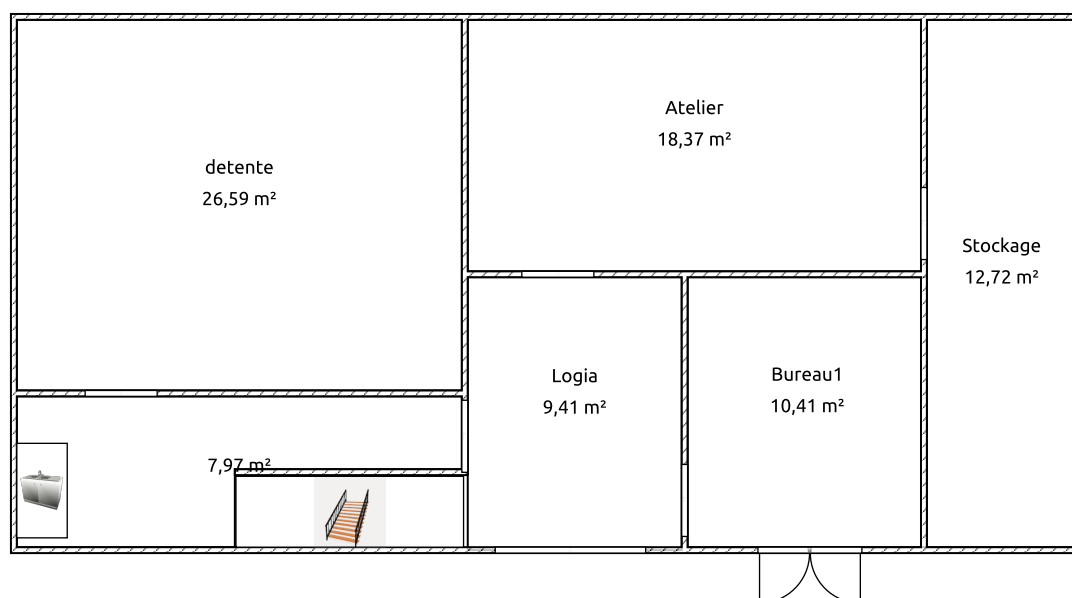 Atelier
18,37 m²
detente
26,59 m²
Stockage
12,72 m²
Logia
9,41 m²
Bureau1
10,41 m²
7,97 m²